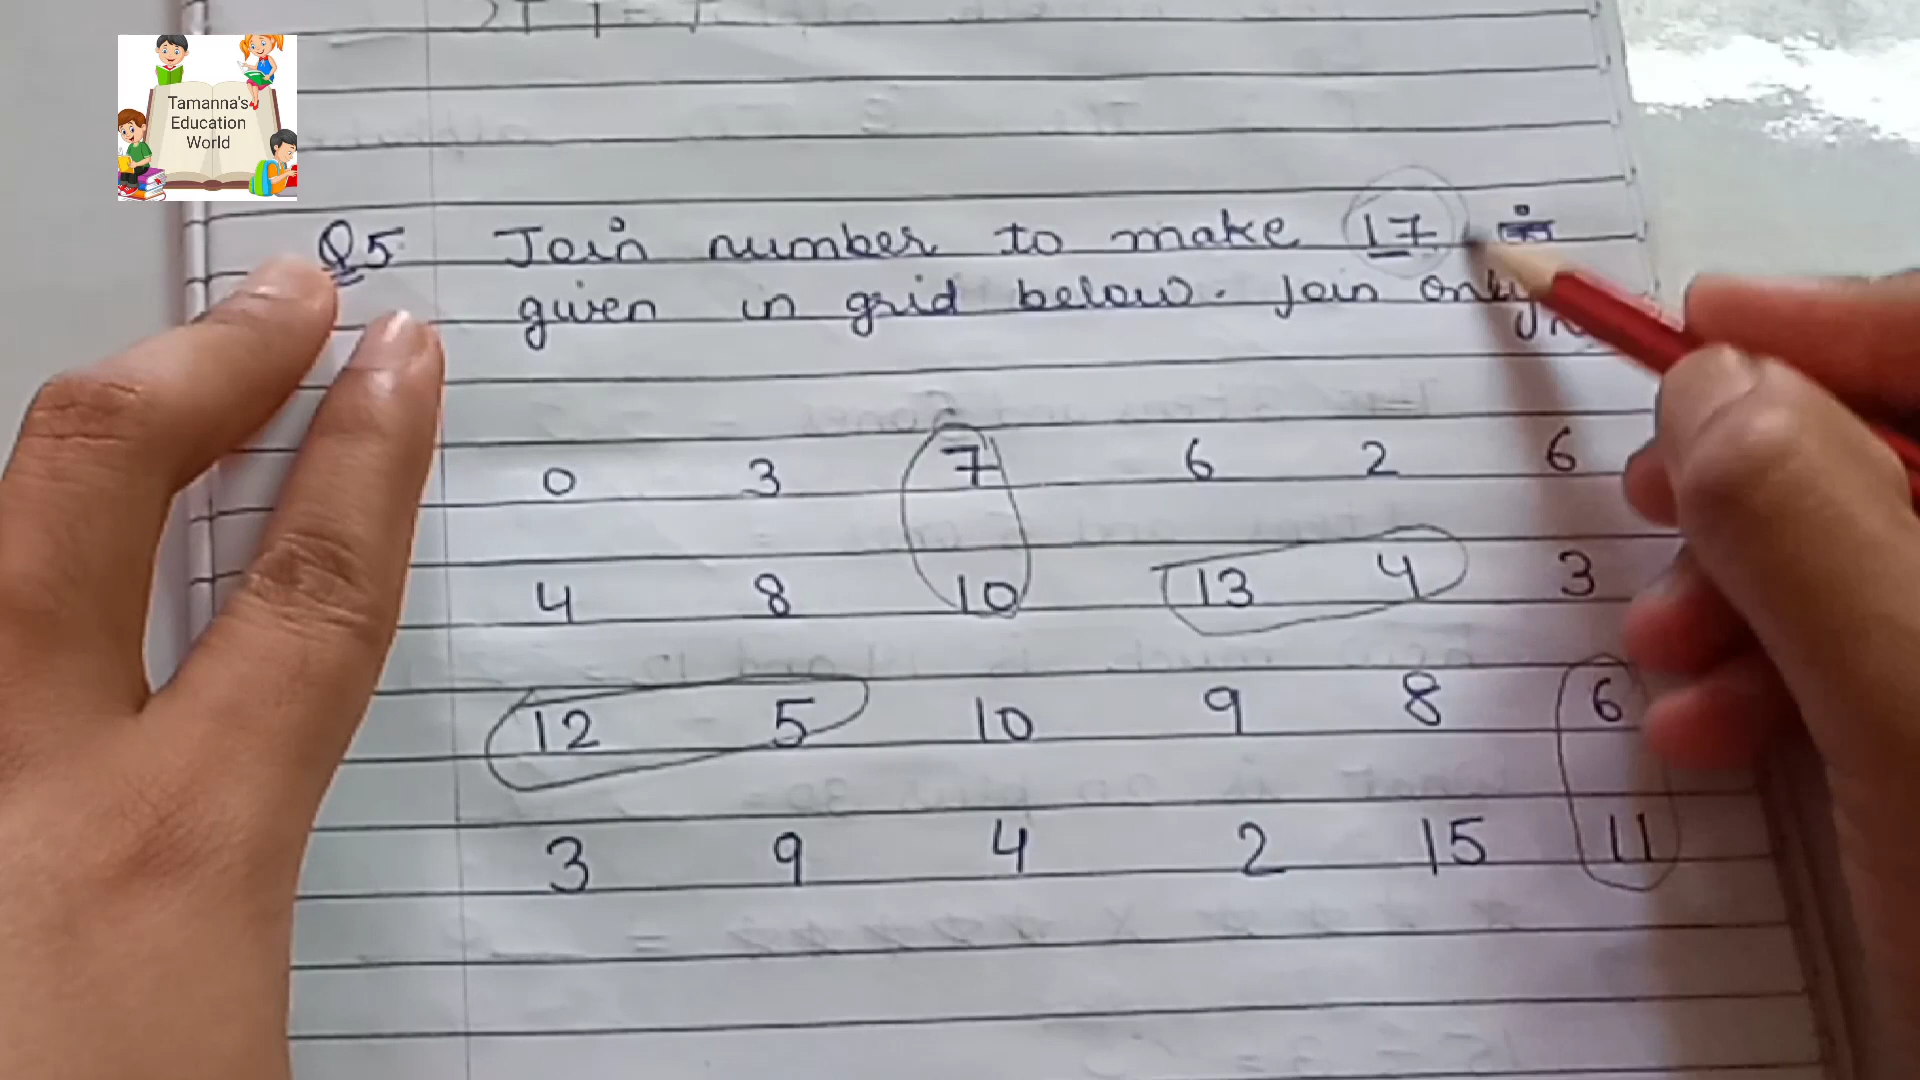 Tamanna's
Education
World
Q5 Join number to make 17
given in grid below. Join only
0 3 7 6 2 6
4 8 10 13 4 3
12 5 10 9 8 6
3 9 4 2 15 11